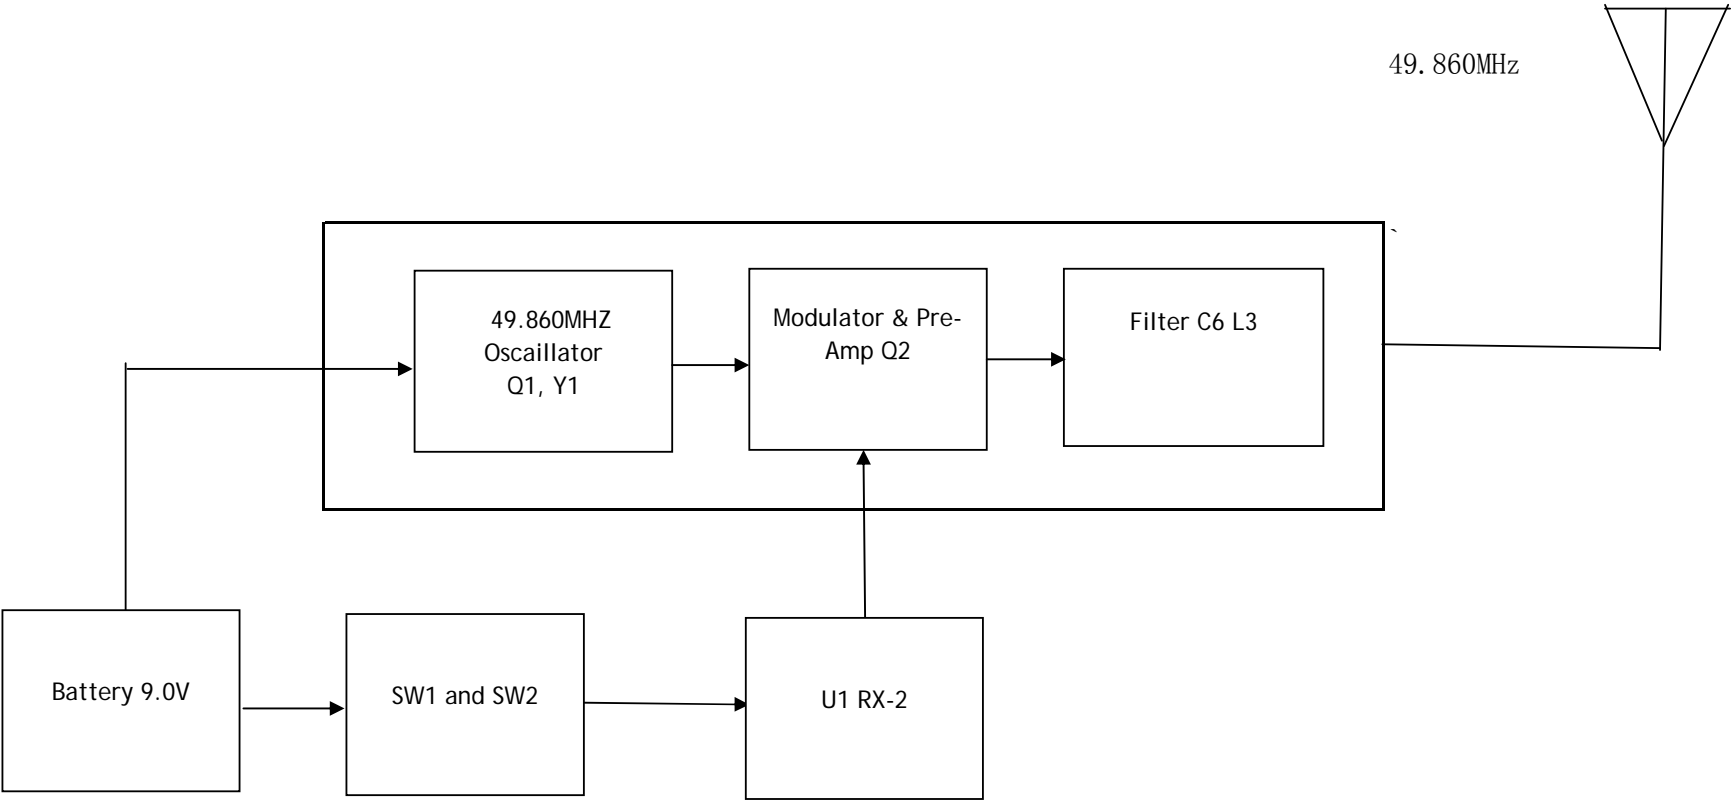 49.860MHz
`
49.860MHZ
Oscaillator
Q1, Y1
Modulator & Pre-
Amp Q2
Filter C6 L3
Battery 9.0V
SW1 and SW2
U1 RX-2